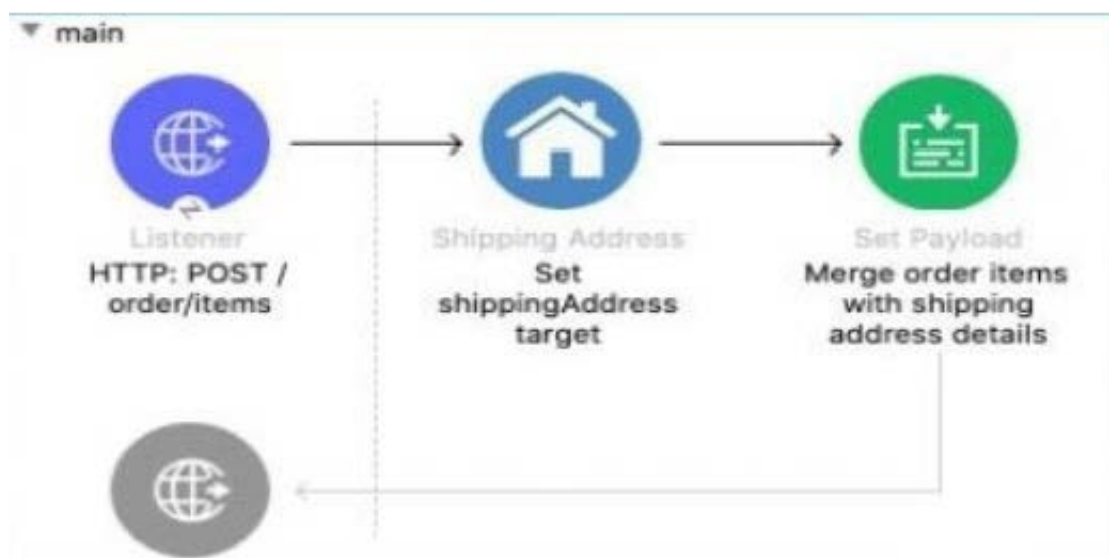 main
Listener
HTTP: POST /
order/items
Shipping Address
Set
shippingAddress
target
Set Payload
Merge order items
with shipping
address details